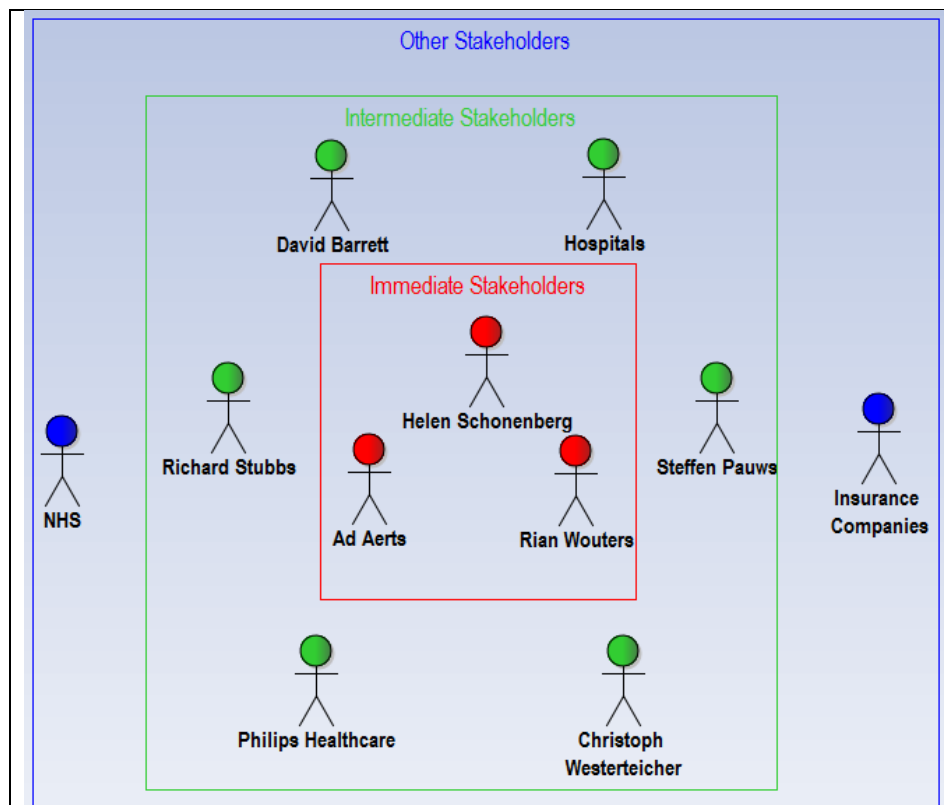 Other Stakeholders
Intermediate Stakeholders
David Barrett
Hospitals
Immediate Stakeholders
Helen Schonenberg
Richard Stubbs
Steffen Pauws
NHS
Insurance
Companies
Ad Aerts
Rian Wouters
Philips Healthcare
Christoph
Westerteicher